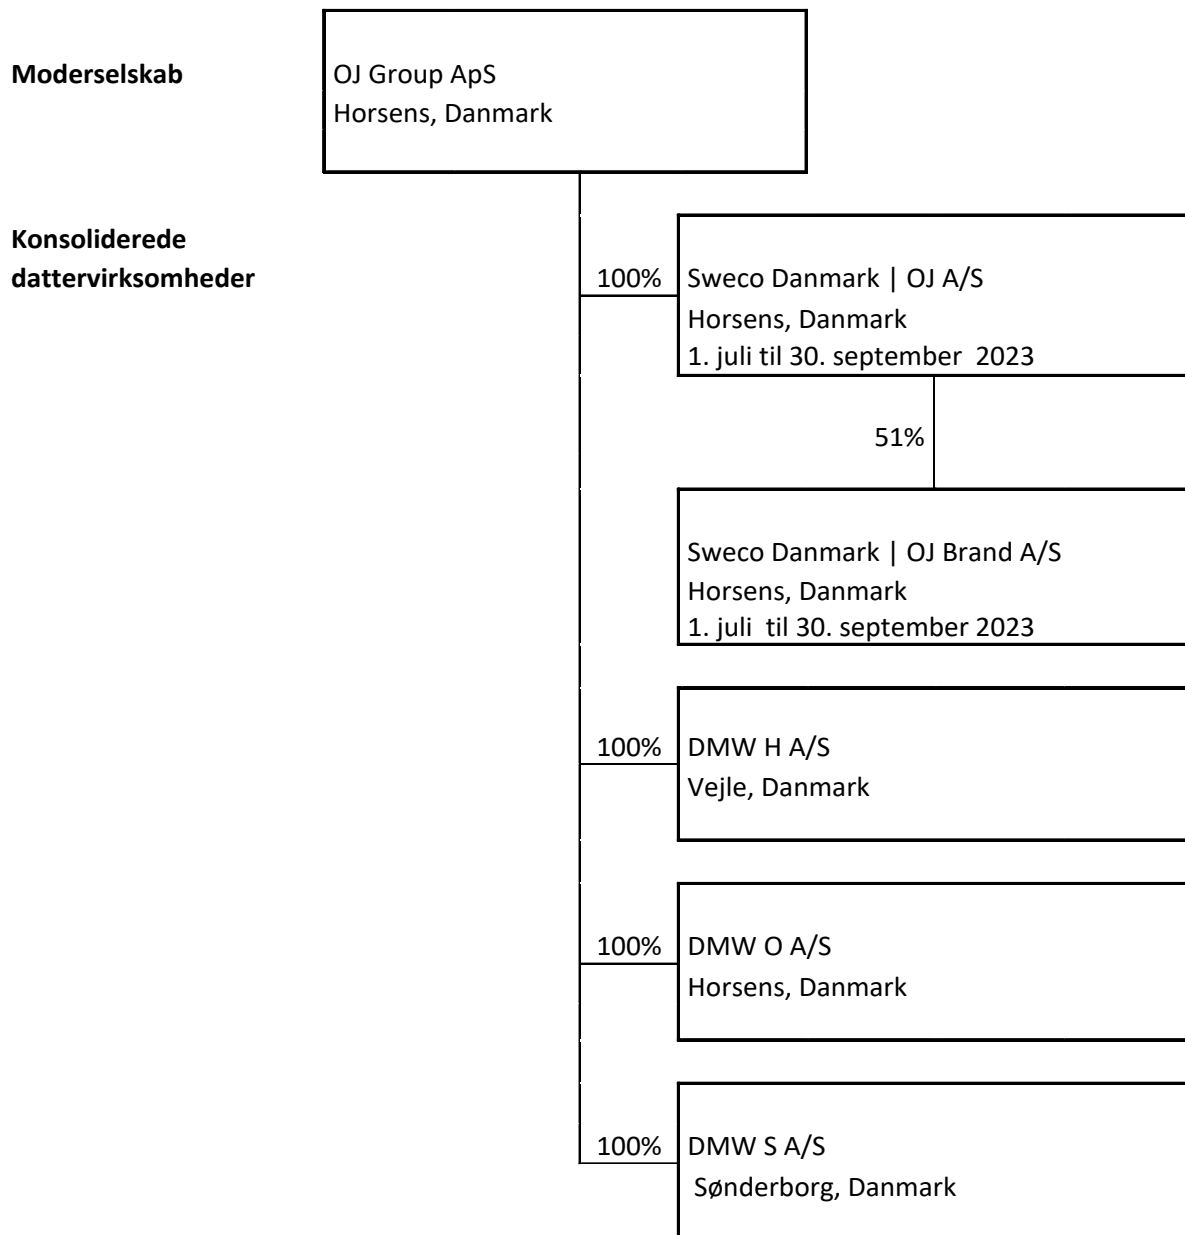 Moderselskab
OJ Group ApS
Horsens, Danmark
Konsoliderede
dattervirksomheder
100%
Sweco Danmark | OJ A/S
Horsens, Danmark
1. juli til 30. september  2023
51%
Sweco Danmark | OJ Brand A/S
Horsens, Danmark
1. juli  til 30. september 2023
100%
DMW H A/S
Vejle, Danmark
100%
DMW O A/S
Horsens, Danmark
100%
DMW S A/S
Sønderborg, Danmark